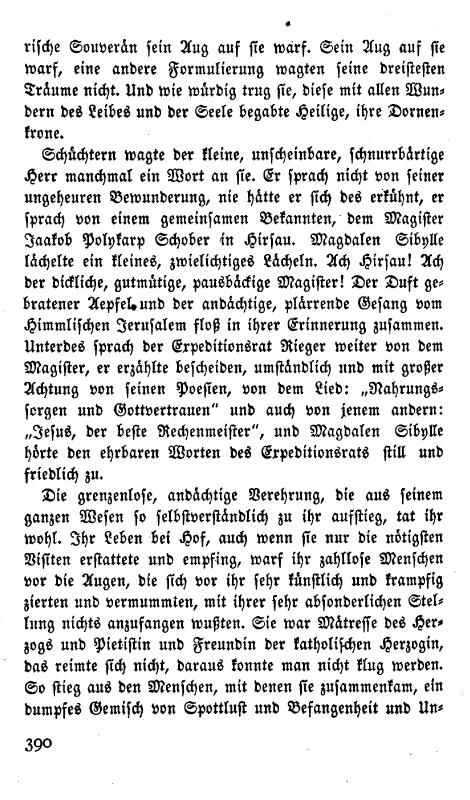 rische Souverän sein Aug auf sie warf. Sein Aug auf sie
warf, eine andere Formulierung wagten seine dreistesten
Träume nicht. Und wie würdig trug sie, diese mit allen Wun-
dern des Leibes und der Seele begabte Heilige, ihre Dornen-
krone.
Schüchtern wagte der kleine, unscheinbare, schnurrbärtige
Herr manchmal ein Wort an sie. Er sprach nicht von seiner
ungeheuren Bewunderung, nie hätte er sich des erkühnt, er
sprach von einem gemeinsamen Bekannten, dem Magister
Jaakob Polykarp Schober in Hirsau. Magdalen Sibylle
lächelte ein kleines, zwielichtiges Lächeln. Ach Hirsau! Ach
der dickliche, gutmütige, pausbäckige Magister! Der Duft ge-
bratener Aepfel und der andächtige, plärrende Gesang vom
Himmlischen Jerusalem floß in ihrer Erinnerung zusammen.
Unterdes sprach der Expeditionsrat Rieger weiter von dem
Magister, er erzählte bescheiden, umständlich und mit großer
Achtung von seinen Poesien, von dem Lied: „Nahrungs-
sorgen und Gottvertrauen“ und auch von jenem andern:
„Jesus, der beste Rechenmeister“, und Magdalen Sibylle
hörte den ehrbaren Worten des Expeditionsrats still und
friedlich zu.
Die grenzenlose, andächtige Verehrung, die aus seinem
ganzen Wesen so selbstverständlich zu ihr aufstieg, tat ihr
wohl. Ihr Leben bei Hof, auch wenn sie nur die nötigsten
Visiten erstattete und empfing, warf ihr zahllose Menschen
vor die Augen, die sich vor ihr sehr künstlich und krampfig
zierten und vermummten, mit ihrer sehr absonderlichen Stel-
lung nichts anzufangen wußten. Sie war Mätresse des Her-
zogs und Pietistin und Freundin der katholischen Herzogin,
das reimte sich nicht, daraus konnte man nicht klug werden.
So stieg aus den Menschen, mit denen sie zusammenkam, ein
dumpfes Gemisch von Spottlust und Befangenheit und Un-
390